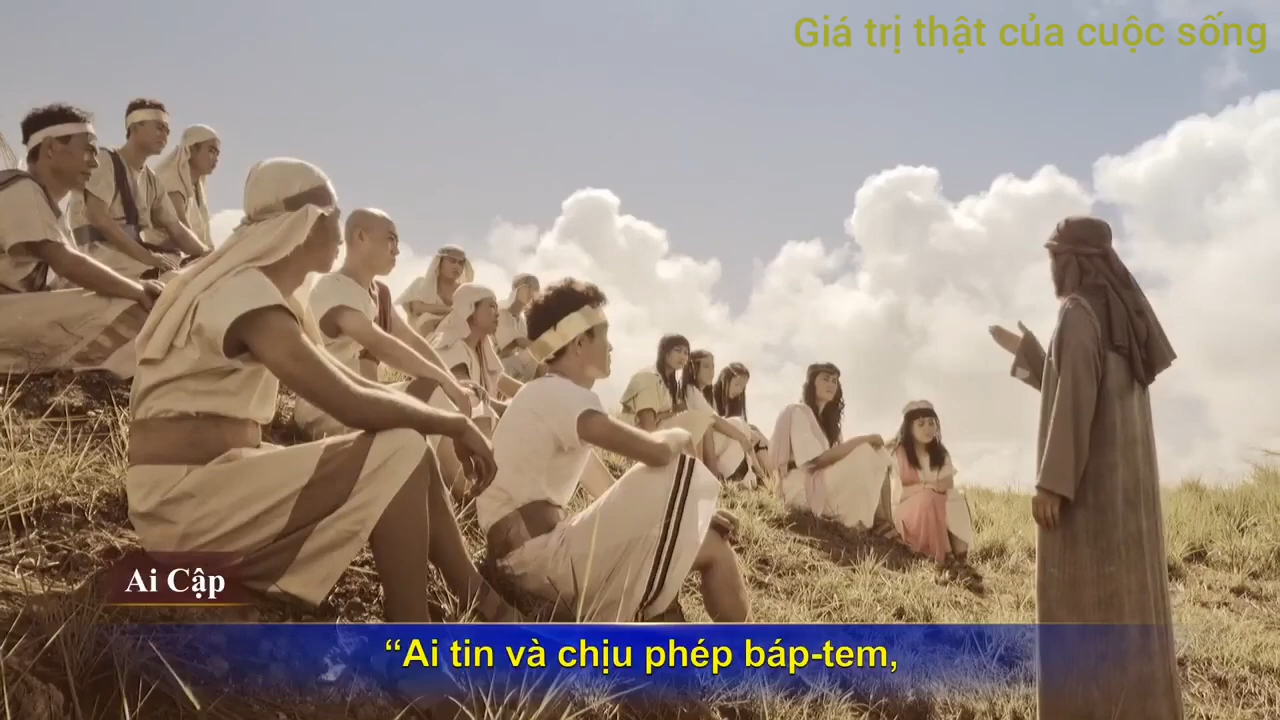 Giá trị thật của cuộc sống
Ai Cập
“Ai tin và chịu phép báp-tem,